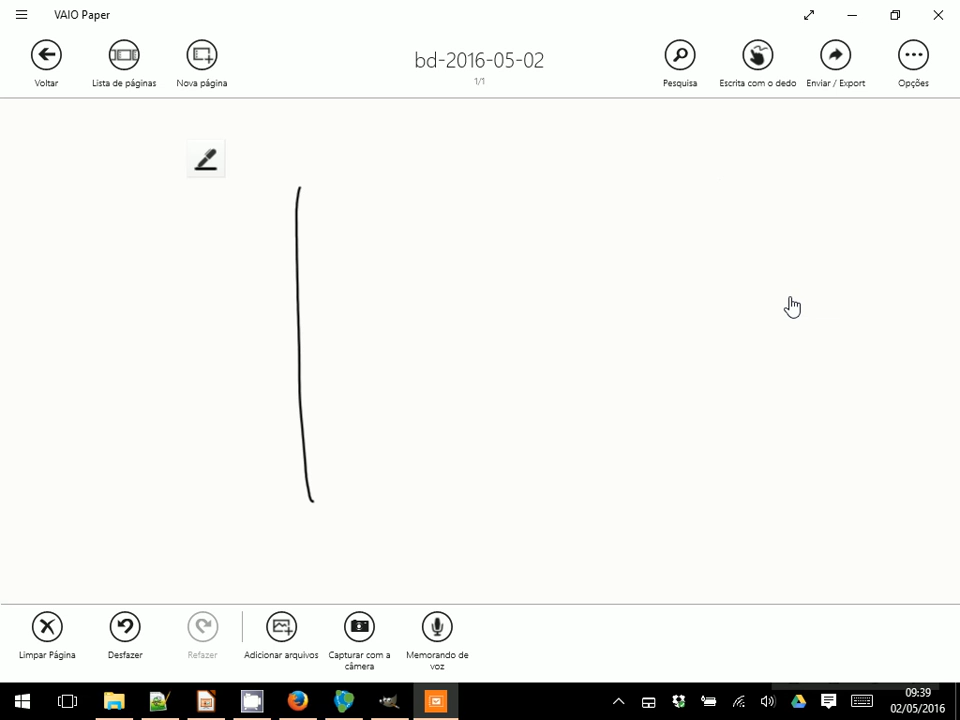 VAIO Paper
Voltar
Lista de páginas
Nova página
bd-2016-05-02
1/1
Pesquisa
Escrita com o dedo
Enviar / Export
Opções
Limpar Página
Desfazer
Refazer
Adicionar arquivos
Capturar com a
câmera
Memorando de
voz
09:39
02/05/2016